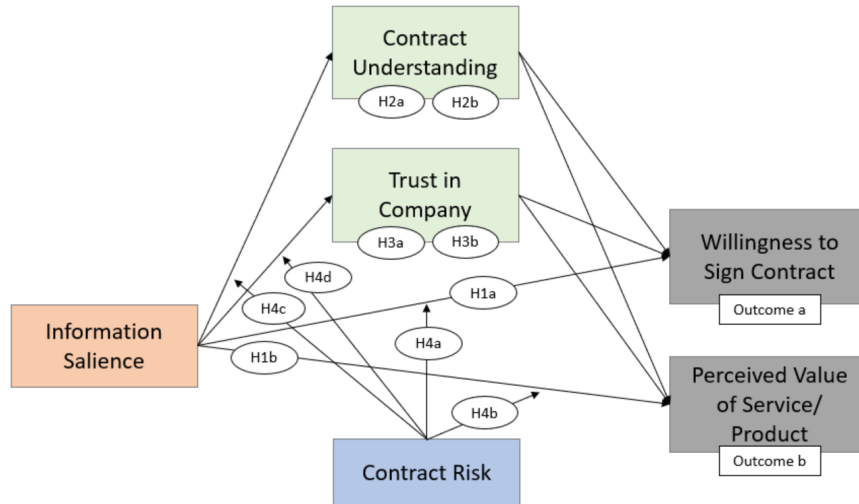 Contract
Understanding
H2a
H2b
Trust in
Company
H3a
H3b
Willingness to
Sign Contract
Outcome a
H4d
H1a
H4c
Information
Salience
H4a
H1b
Perceived Value
of Service/
Product
Outcome b
H4b
Contract Risk